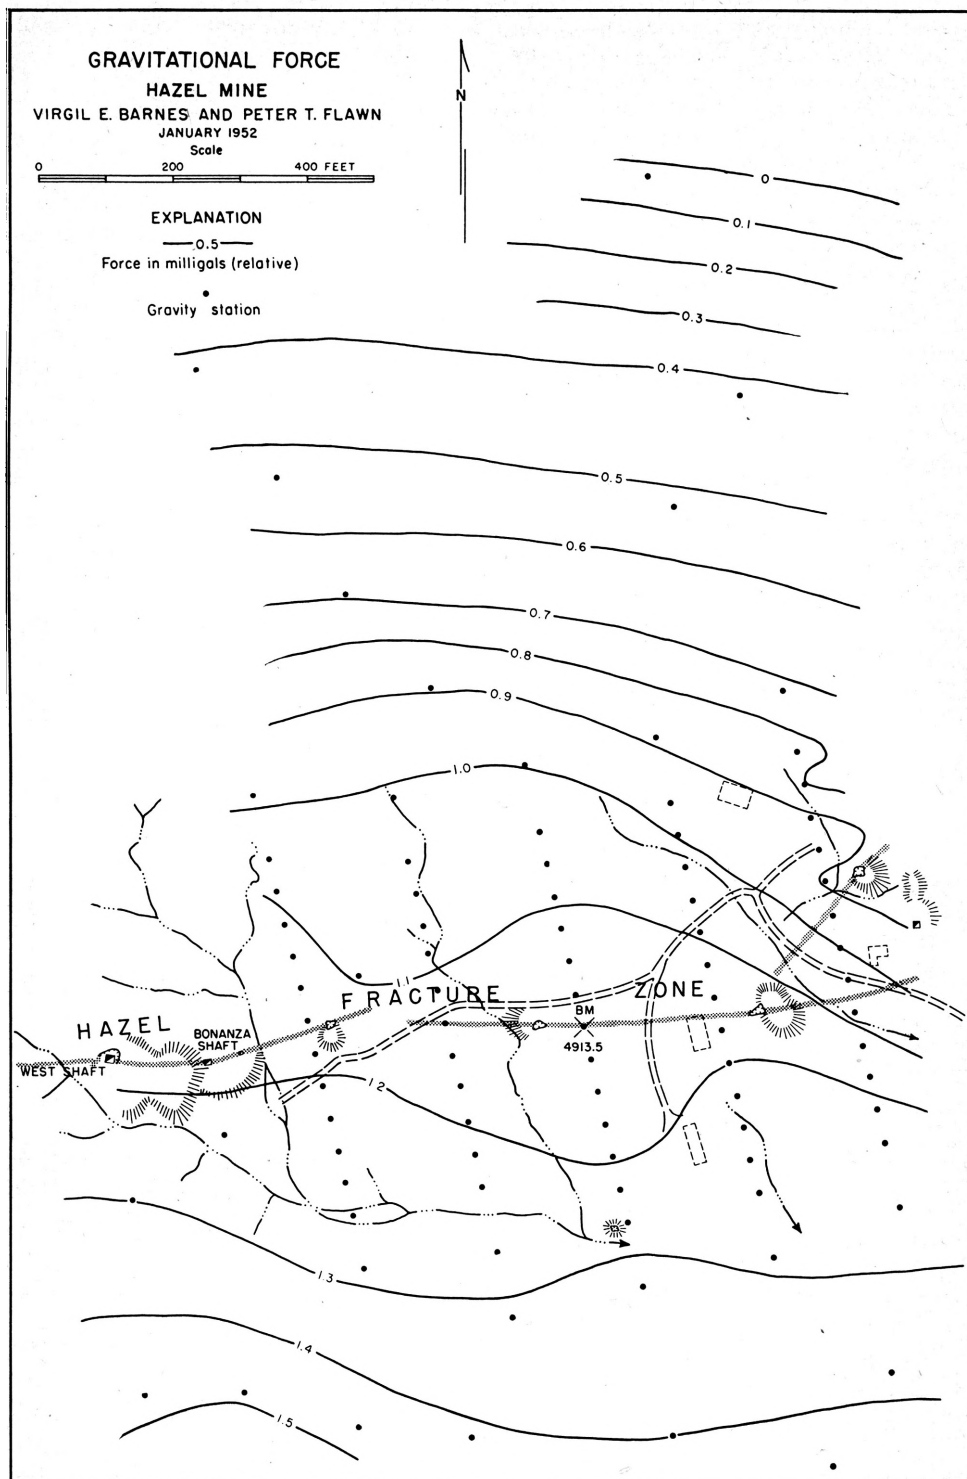 GRAVITATIONAL FORCE
HAZEL MINE
VIRGIL E. BARNES AND PETER T. FLAWN
JANUARY 1952
Scale
0 200 400 FEET
EXPLANATION
0.5
Force in milligals (relative)
Gravity station
N
0
0.1
0.2
0.3
0.4
0.5
0.6
0.7
0.8
0.9
1.0
1.1
HAZEL FRACTURE ZONE
BM
4913.5
BONANZA
SHAFT
WEST SHAFT
1.2
1.3
1.4
1.5